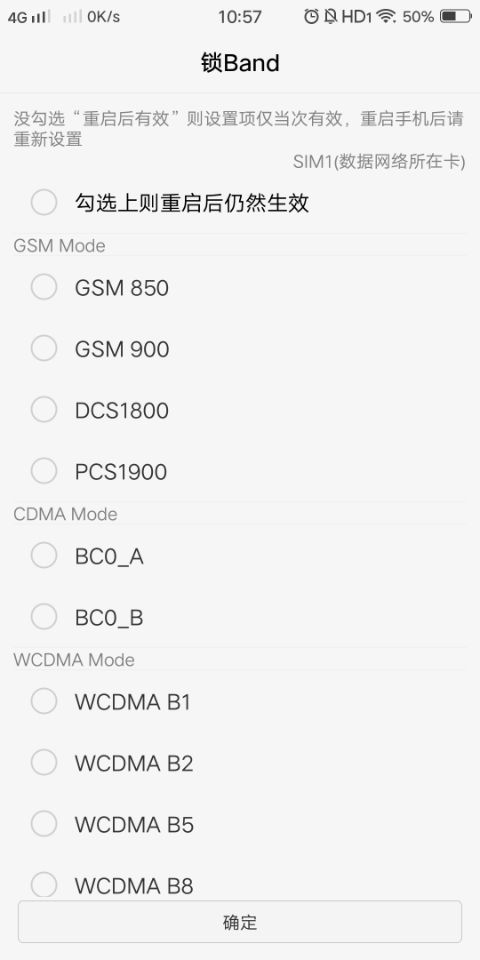 4G 0K/s 10:57 HD1 50%
锁Band
没勾选“重启后有效”则设置项仅当次有效，重启手机后请
重新设置
SIM1(数据网络所在卡)
勾选上则重启后仍然生效
GSM Mode
GSM 850
GSM 900
DCS1800
PCS1900
CDMA Mode
BC0_A
BC0_B
WCDMA Mode
WCDMA B1
WCDMA B2
WCDMA B5
WCDMA B8
确定